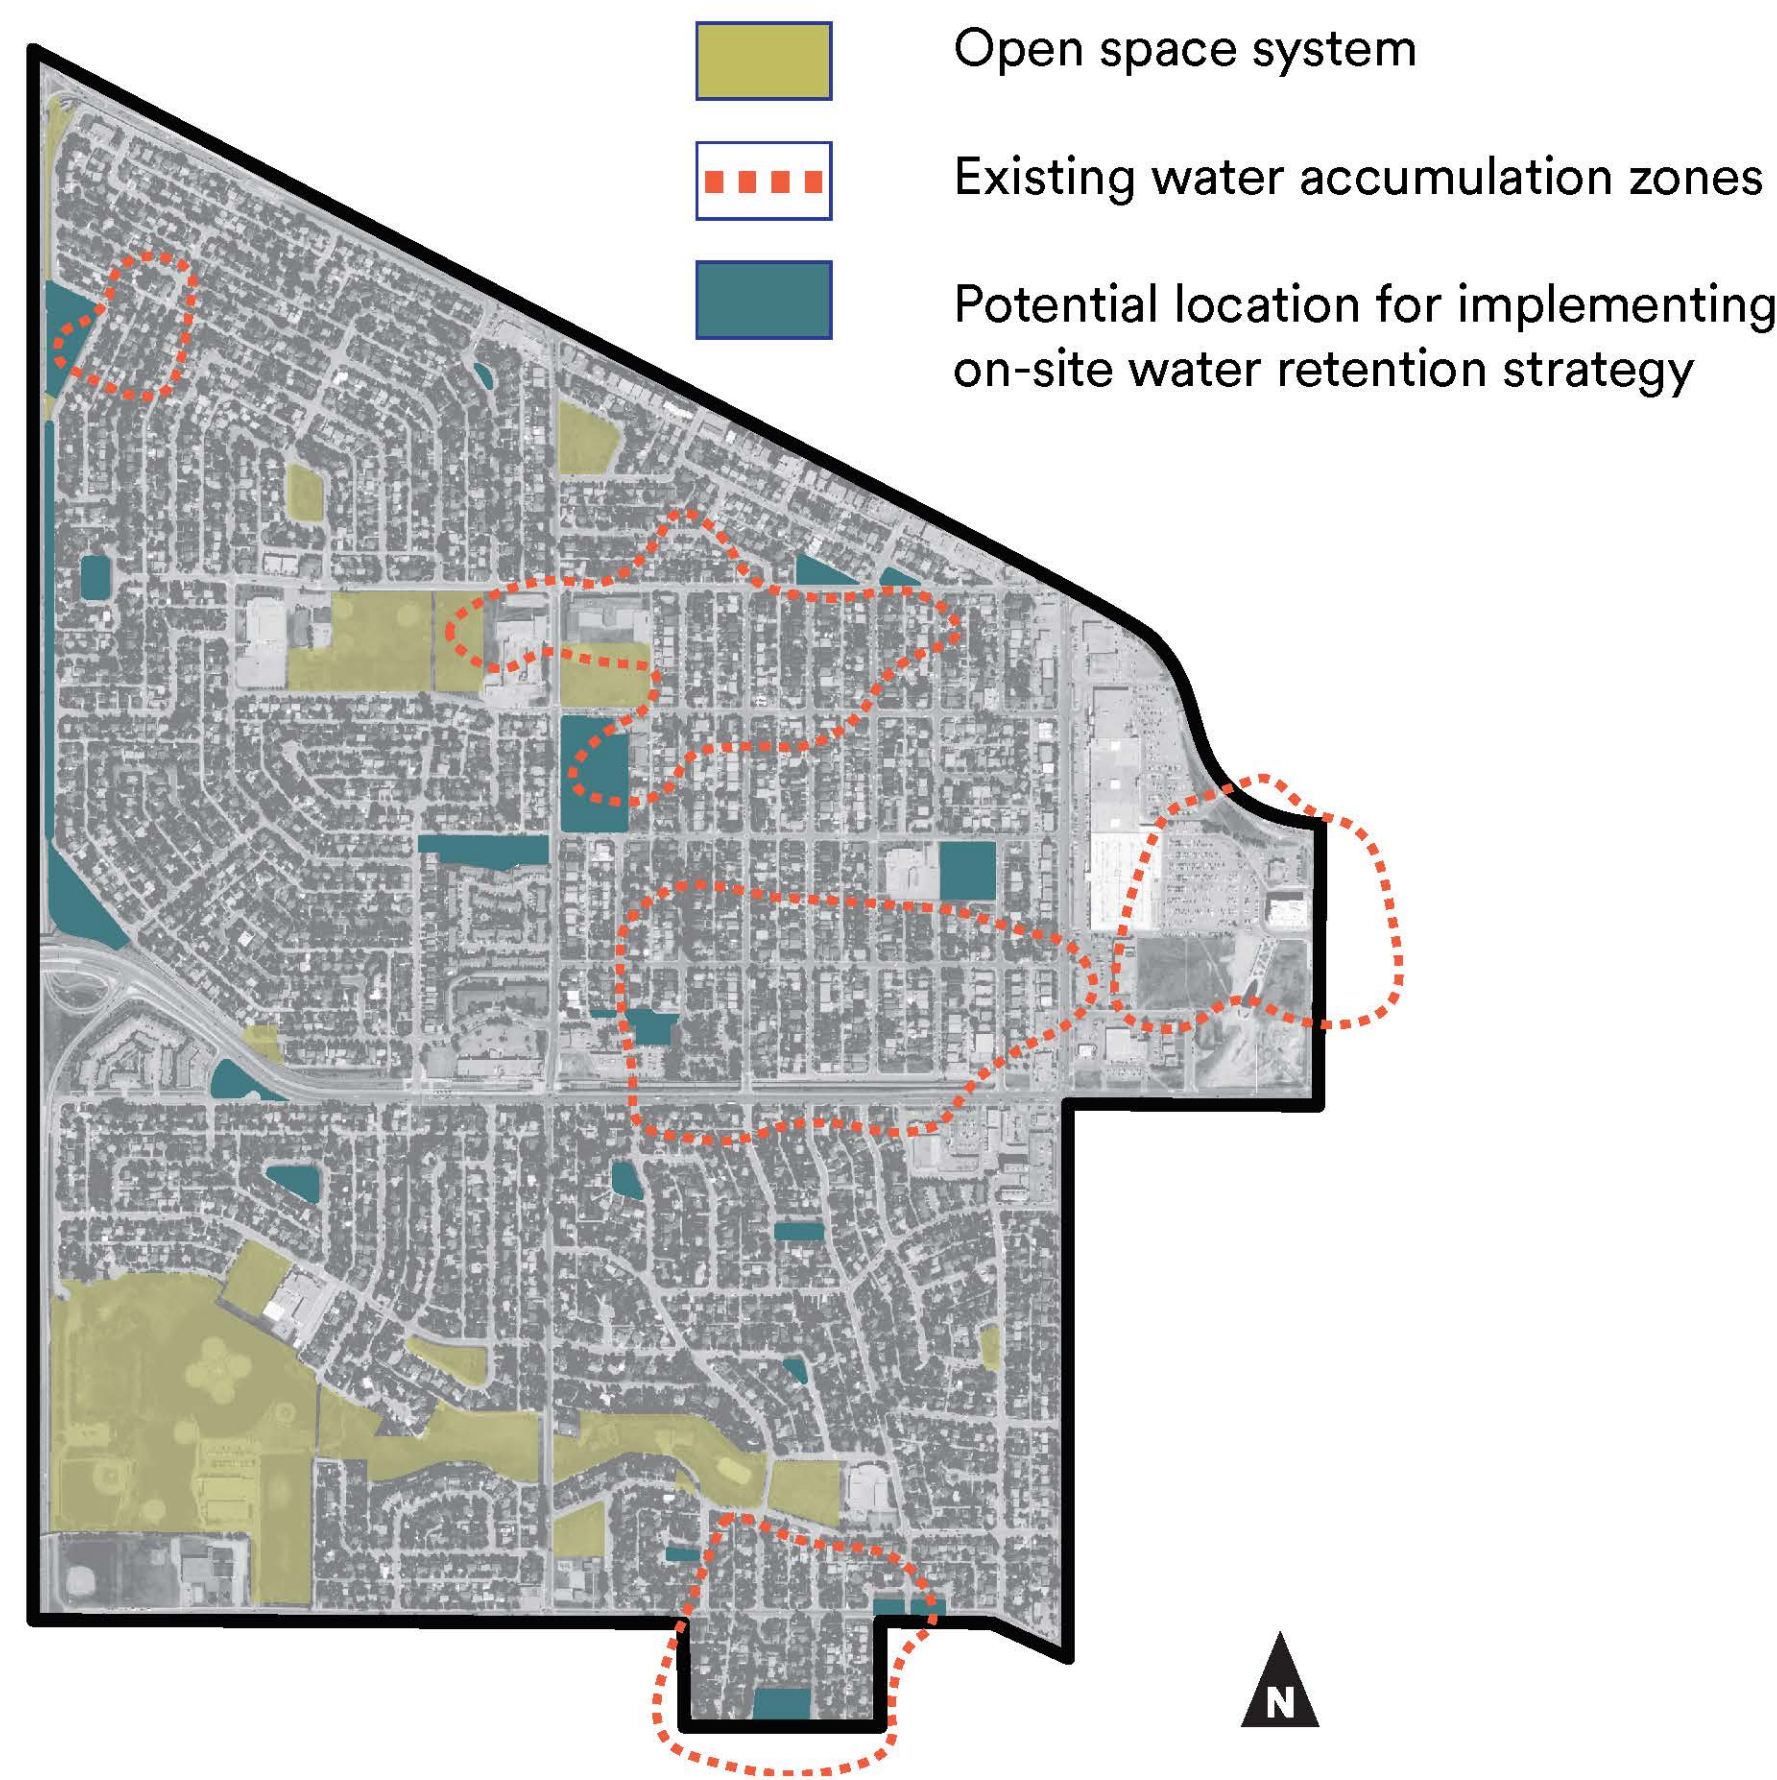 Open space system
Existing water accumulation zones
Potential location for implementing
on-site water retention strategy
N